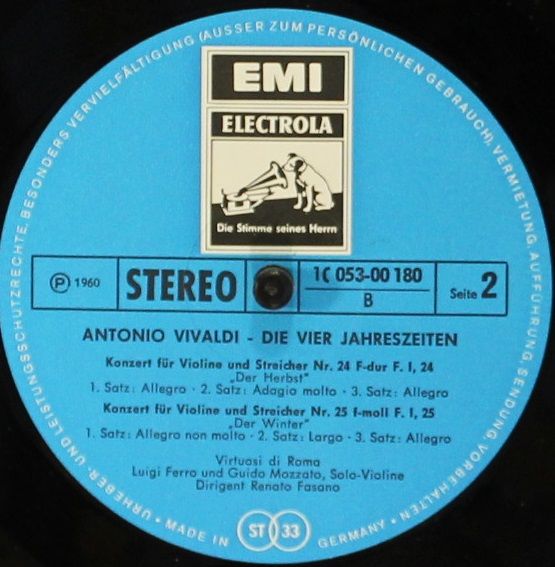 URHEBER- UND LEISTUNGSSCHUTZRECHTE, BESONDERS VERVIELFÄLTIGUNG (AUSSER ZUM PERSÖNLICHEN GEBRAUCH), VERMIETUNG, AUFFÜHRUNG, SENDUNG VORBEHALTEN
EMI
ELECTROLA
Die Stimme seines Herrn
Ⓟ 1960
STEREO
1C 053-00 180
B
Seite 2
ANTONIO VIVALDI - DIE VIER JAHRESZEITEN
Konzert für Violine und Streicher Nr. 24 F-dur F. I, 24
„Der Herbst"
1. Satz: Allegro · 2. Satz: Adagio molto · 3. Satz: Allegro
Konzert für Violine und Streicher Nr. 25 f-moll F. I, 25
„Der Winter"
1. Satz: Allegro non molto · 2. Satz: Largo · 3. Satz: Allegro
Virtuosi di Roma
Luigi Ferro und Guido Mozzato, Solo-Violine
Dirigent Renato Fasano
• MADE IN GERMANY •
ST 33